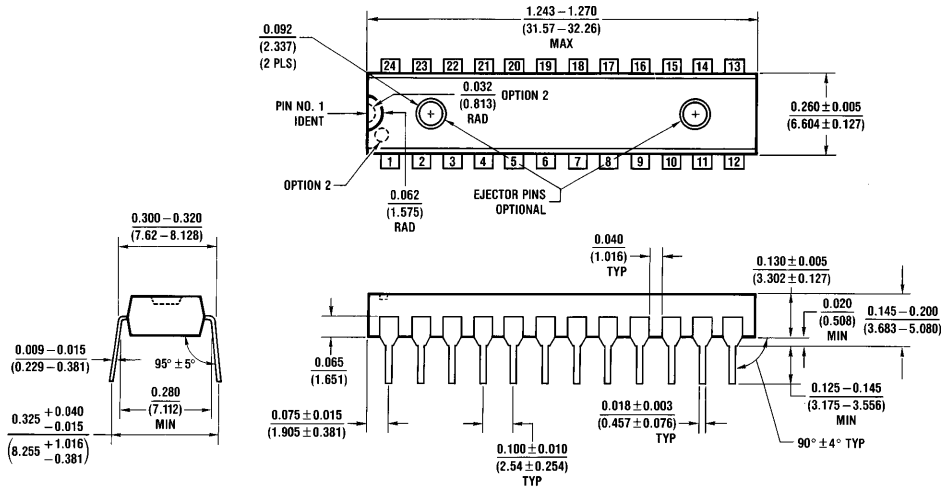 1.243 – 1.270
(31.57 – 32.26)
MAX
0.092
(2.337)
(2 PLS)
24 23 22 21 20 19 18 17 16 15 14 13
0.032
(0.813)
RAD
OPTION 2
PIN NO. 1
IDENT
0.260 ± 0.005
(6.604 ± 0.127)
1 2 3 4 5 6 7 8 9 10 11 12
OPTION 2
0.062
(1.575)
RAD
EJECTOR PINS
OPTIONAL
0.300 – 0.320
(7.62 – 8.128)
0.040
(1.016)
TYP
0.130 ± 0.005
(3.302 ± 0.127)
0.020
(0.508)
MIN
0.145 – 0.200
(3.683 – 5.080)
0.009 – 0.015
(0.229 – 0.381)
95° ± 5°
0.280
(7.112)
MIN
0.065
(1.651)
0.125 – 0.145
(3.175 – 3.556)
MIN
0.325 + 0.040
– 0.015
(8.255 + 1.016
– 0.381)
0.075 ± 0.015
(1.905 ± 0.381)
0.018 ± 0.003
(0.457 ± 0.076)
TYP
90° ± 4° TYP
0.100 ± 0.010
(2.54 ± 0.254)
TYP